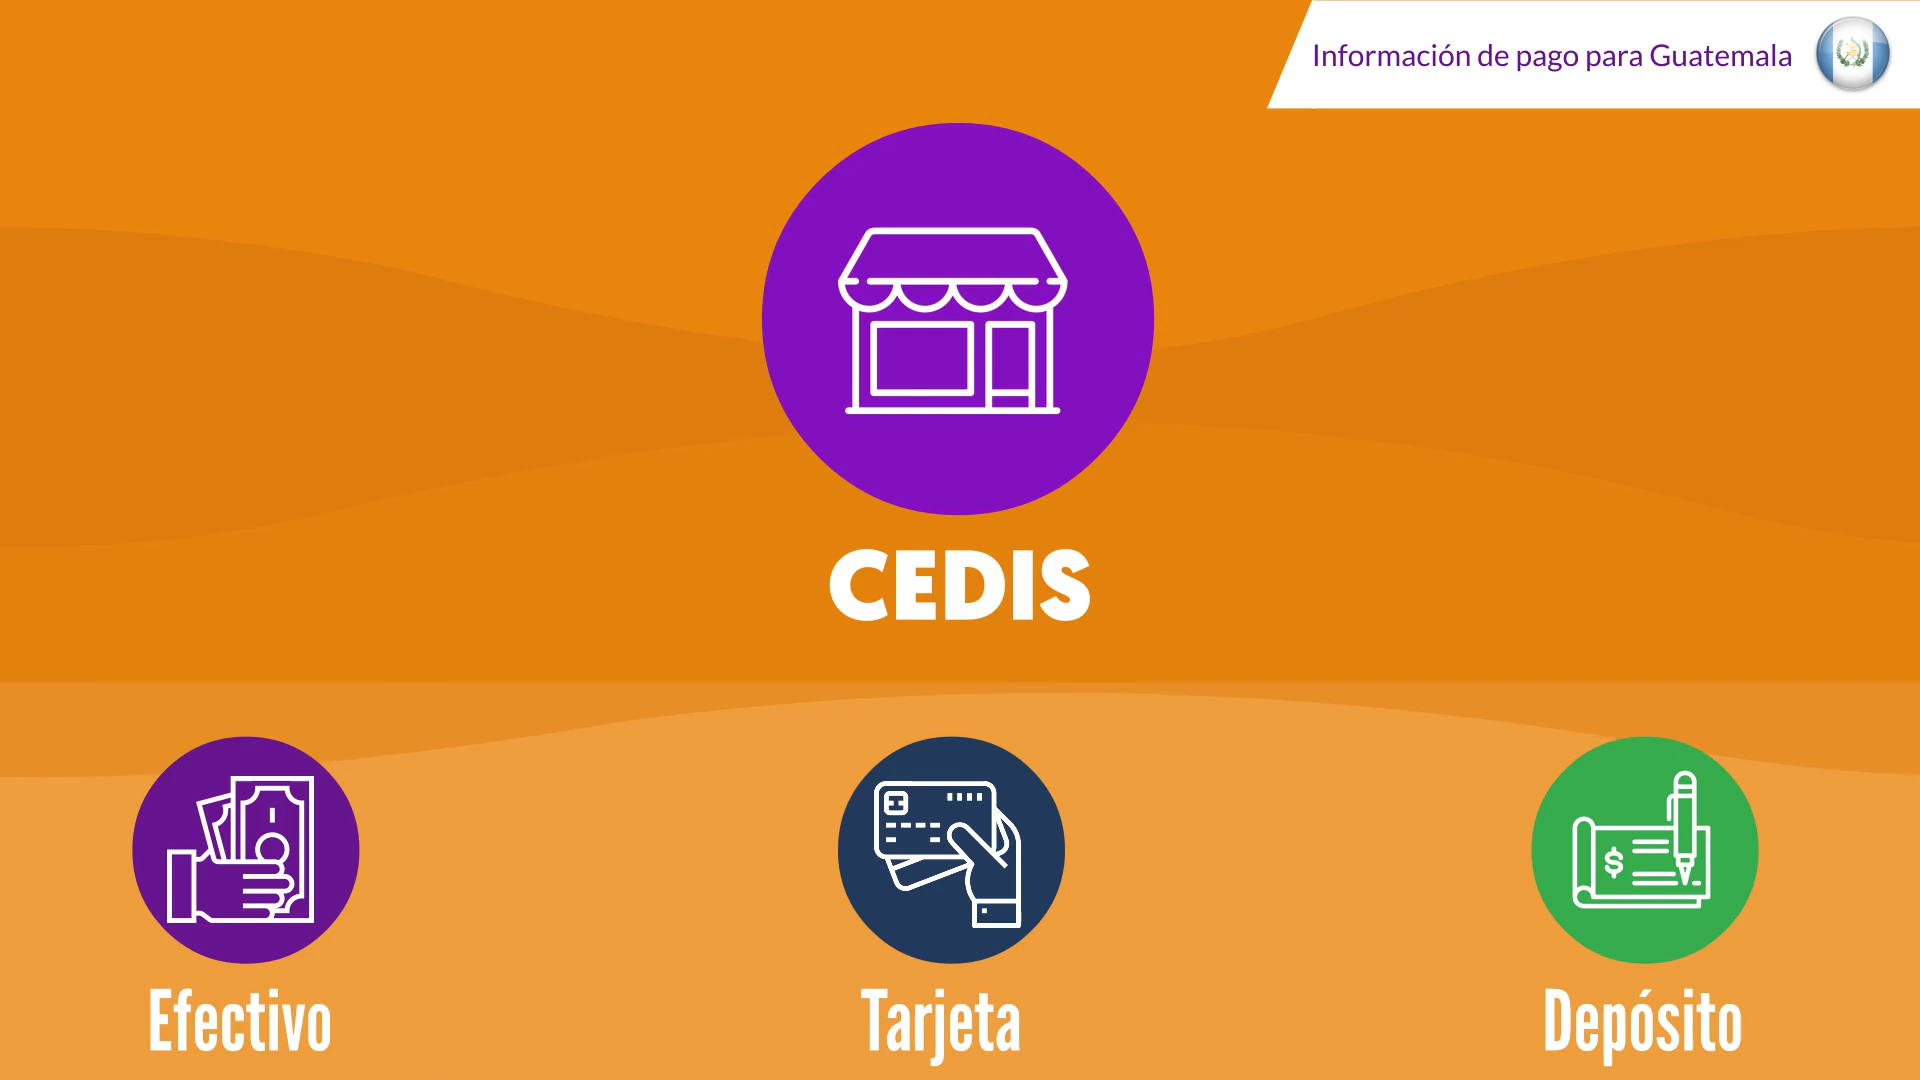 Información de pago para Guatemala
CEDIS
Efectivo
Tarjeta
Depósito